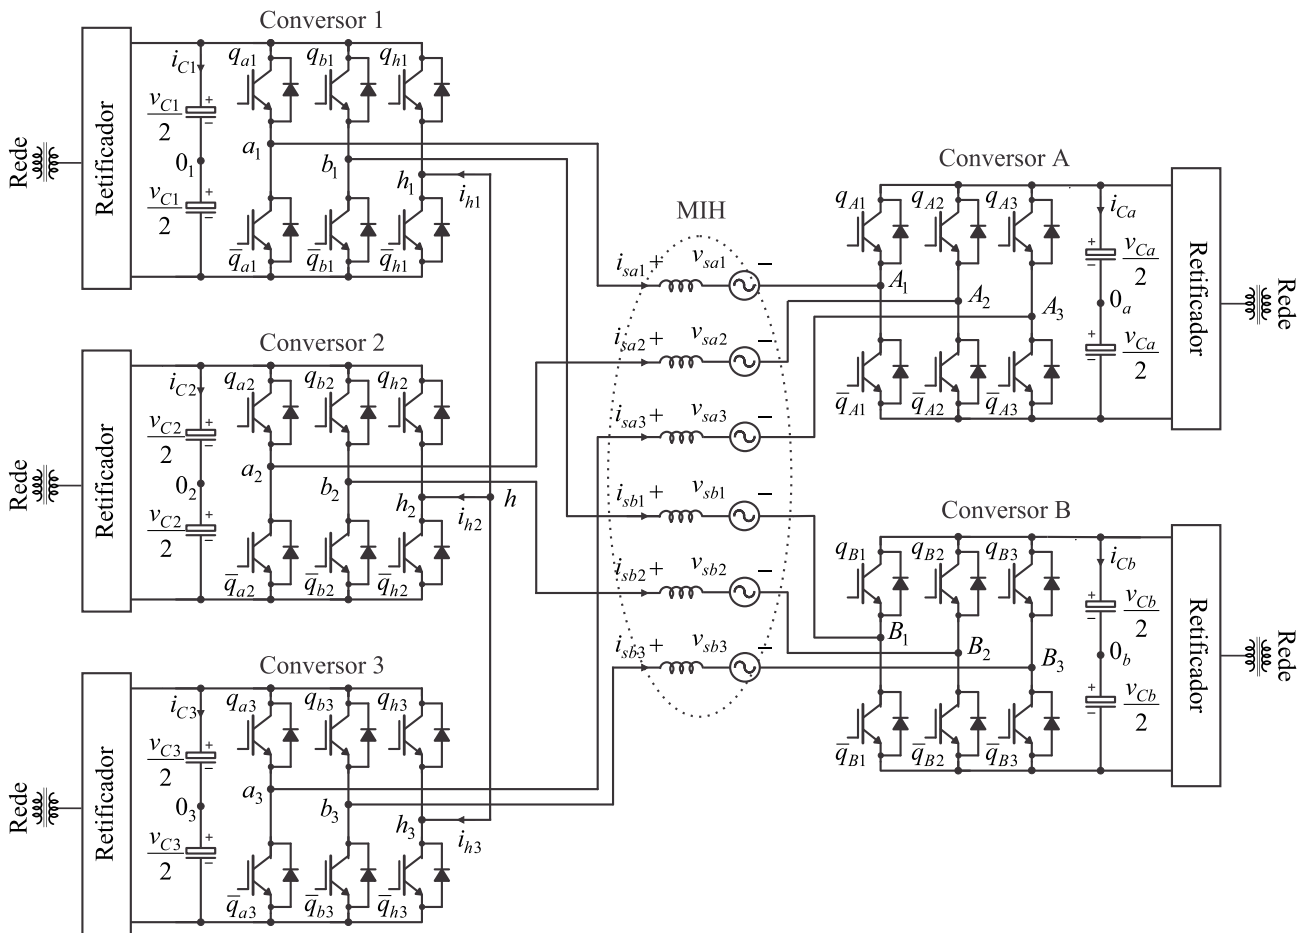 Conversor 1
Rede
Retificador
i_{C1}
v_{C1}/2
0_1
v_{C1}/2
q_{a1} q_{b1} q_{h1}
a_1
b_1
h_1
i_{h1}
q̅_{a1} q̅_{b1} q̅_{h1}
Conversor 2
Rede
Retificador
i_{C2}
v_{C2}/2
0_2
v_{C2}/2
q_{a2} q_{b2} q_{h2}
a_2
b_2
h_2
i_{h2}
h
q̅_{a2} q̅_{b2} q̅_{h2}
Conversor 3
Rede
Retificador
i_{C3}
v_{C3}/2
0_3
v_{C3}/2
q_{a3} q_{b3} q_{h3}
a_3
b_3
h_3
i_{h3}
q̅_{a3} q̅_{b3} q̅_{h3}
MIH
i_{sa1} + v_{sa1} −
i_{sa2} + v_{sa2} −
i_{sa3} + v_{sa3} −
i_{sb1} + v_{sb1} −
i_{sb2} + v_{sb2} −
i_{sb3} + v_{sb3} −
Conversor A
q_{A1} q_{A2} q_{A3}
A_1
A_2
A_3
q̅_{A1} q̅_{A2} q̅_{A3}
i_{Ca}
v_{Ca}/2
0_a
v_{Ca}/2
Retificador
Rede
Conversor B
q_{B1} q_{B2} q_{B3}
B_1
B_2
B_3
q̅_{B1} q̅_{B2} q̅_{B3}
i_{Cb}
v_{Cb}/2
0_b
v_{Cb}/2
Retificador
Rede